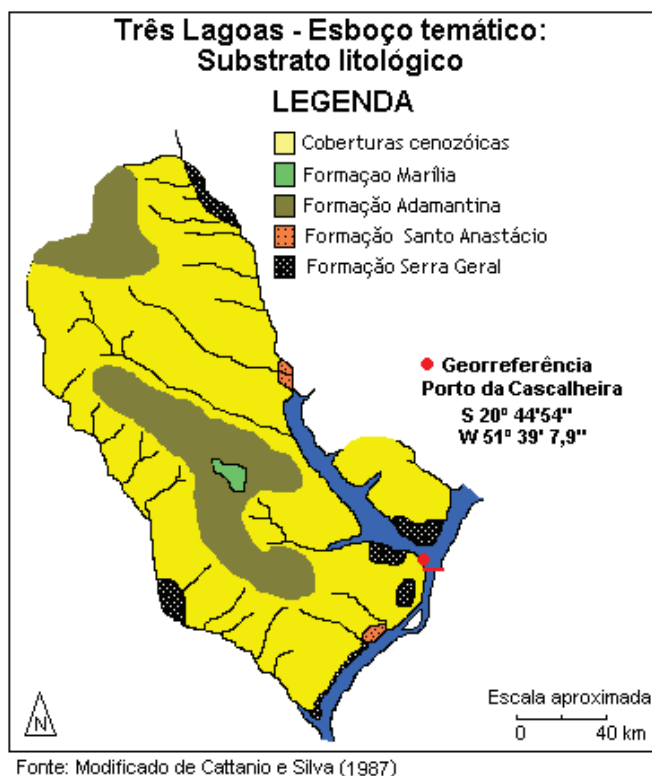 Três Lagoas - Esboço temático:
Substrato litológico
LEGENDA
Coberturas cenozóicas
Formaçao Marília
Formação Adamantina
Formação Santo Anastácio
Formação Serra Geral
Georreferência
Porto da Cascalheira
S 20º 44'54"
W 51º 39' 7,9"
N
Escala aproximada
0 40 km
Fonte: Modificado de Cattanio e Silva (1987)